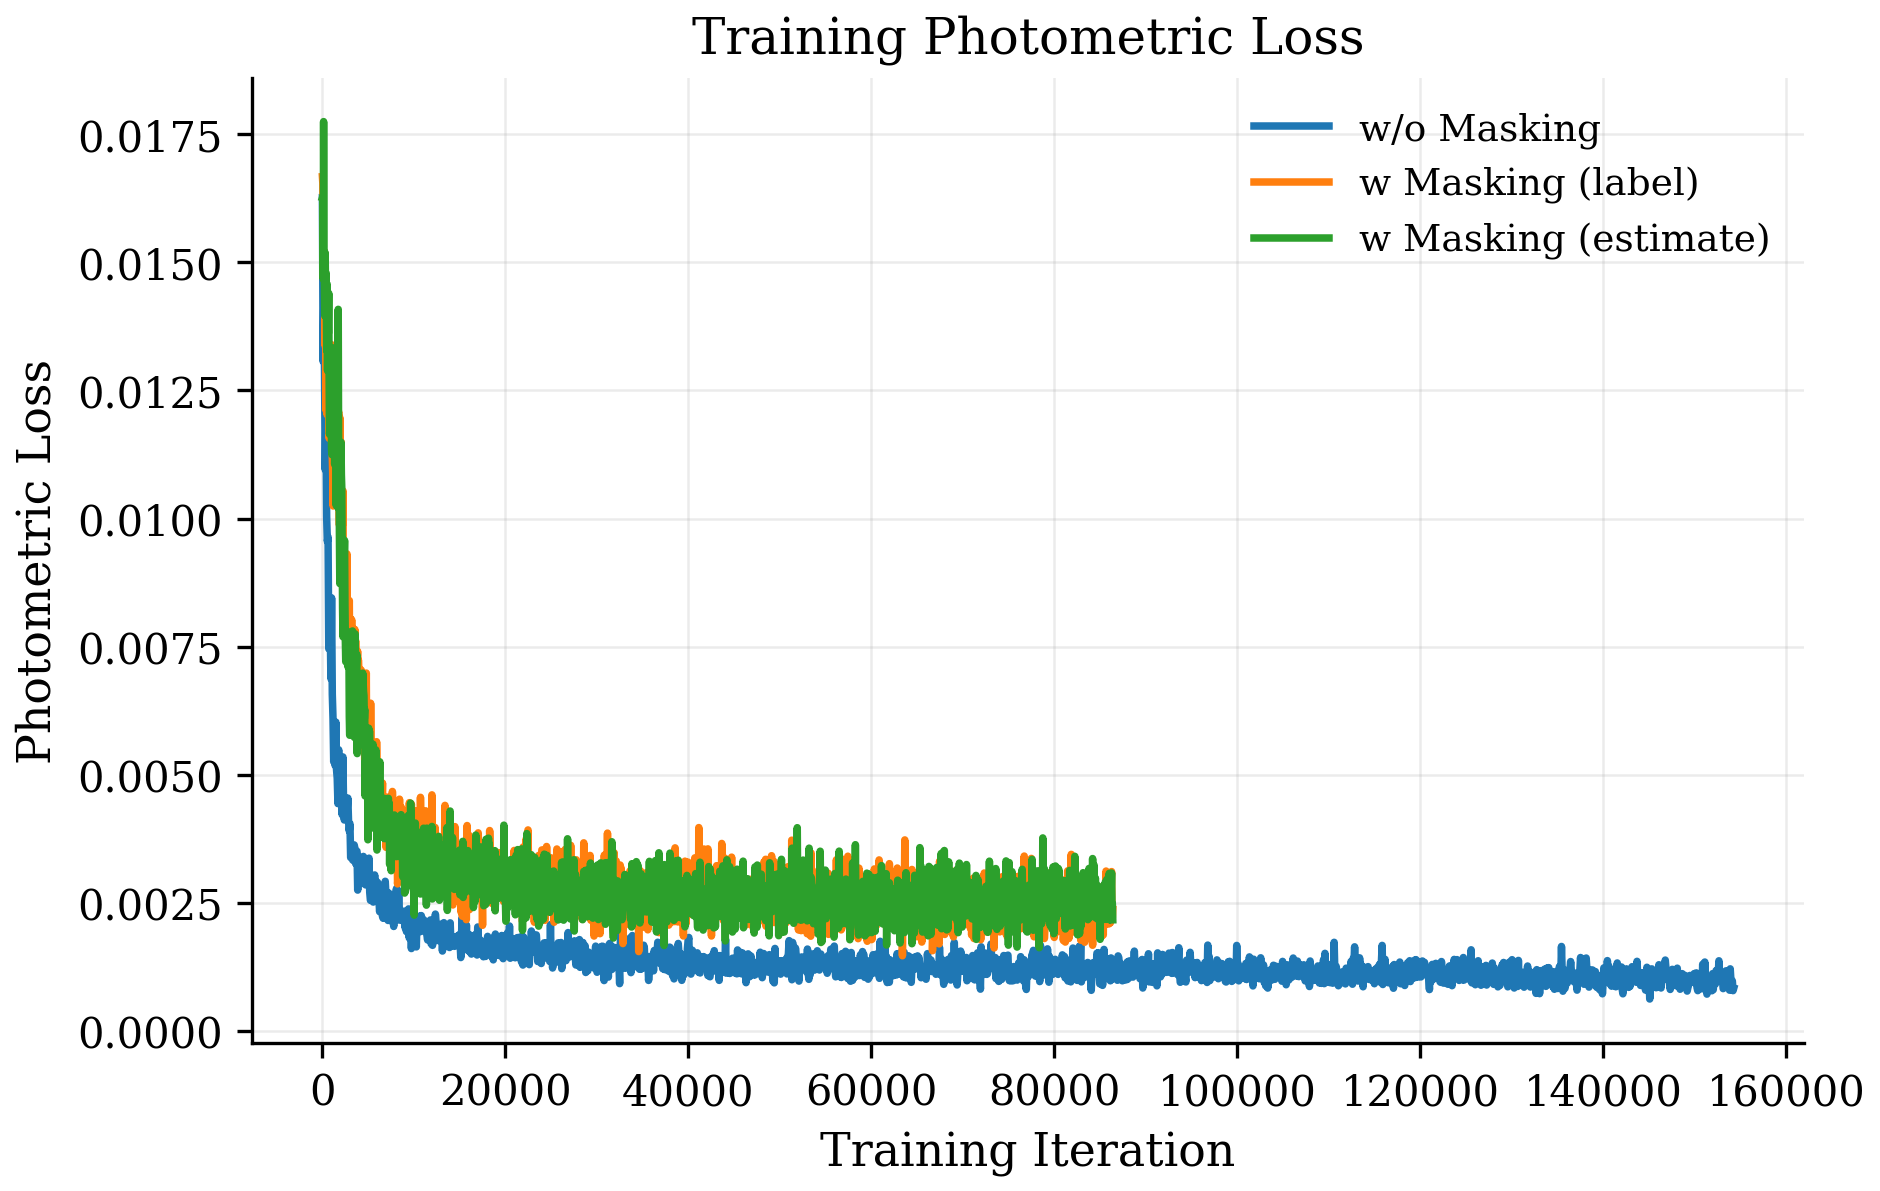 Training Photometric Loss
w/o Masking
w Masking (label)
w Masking (estimate)
Photometric Loss
0.0175
0.0150
0.0125
0.0100
0.0075
0.0050
0.0025
0.0000
0 20000 40000 60000 80000 100000 120000 140000 160000
Training Iteration